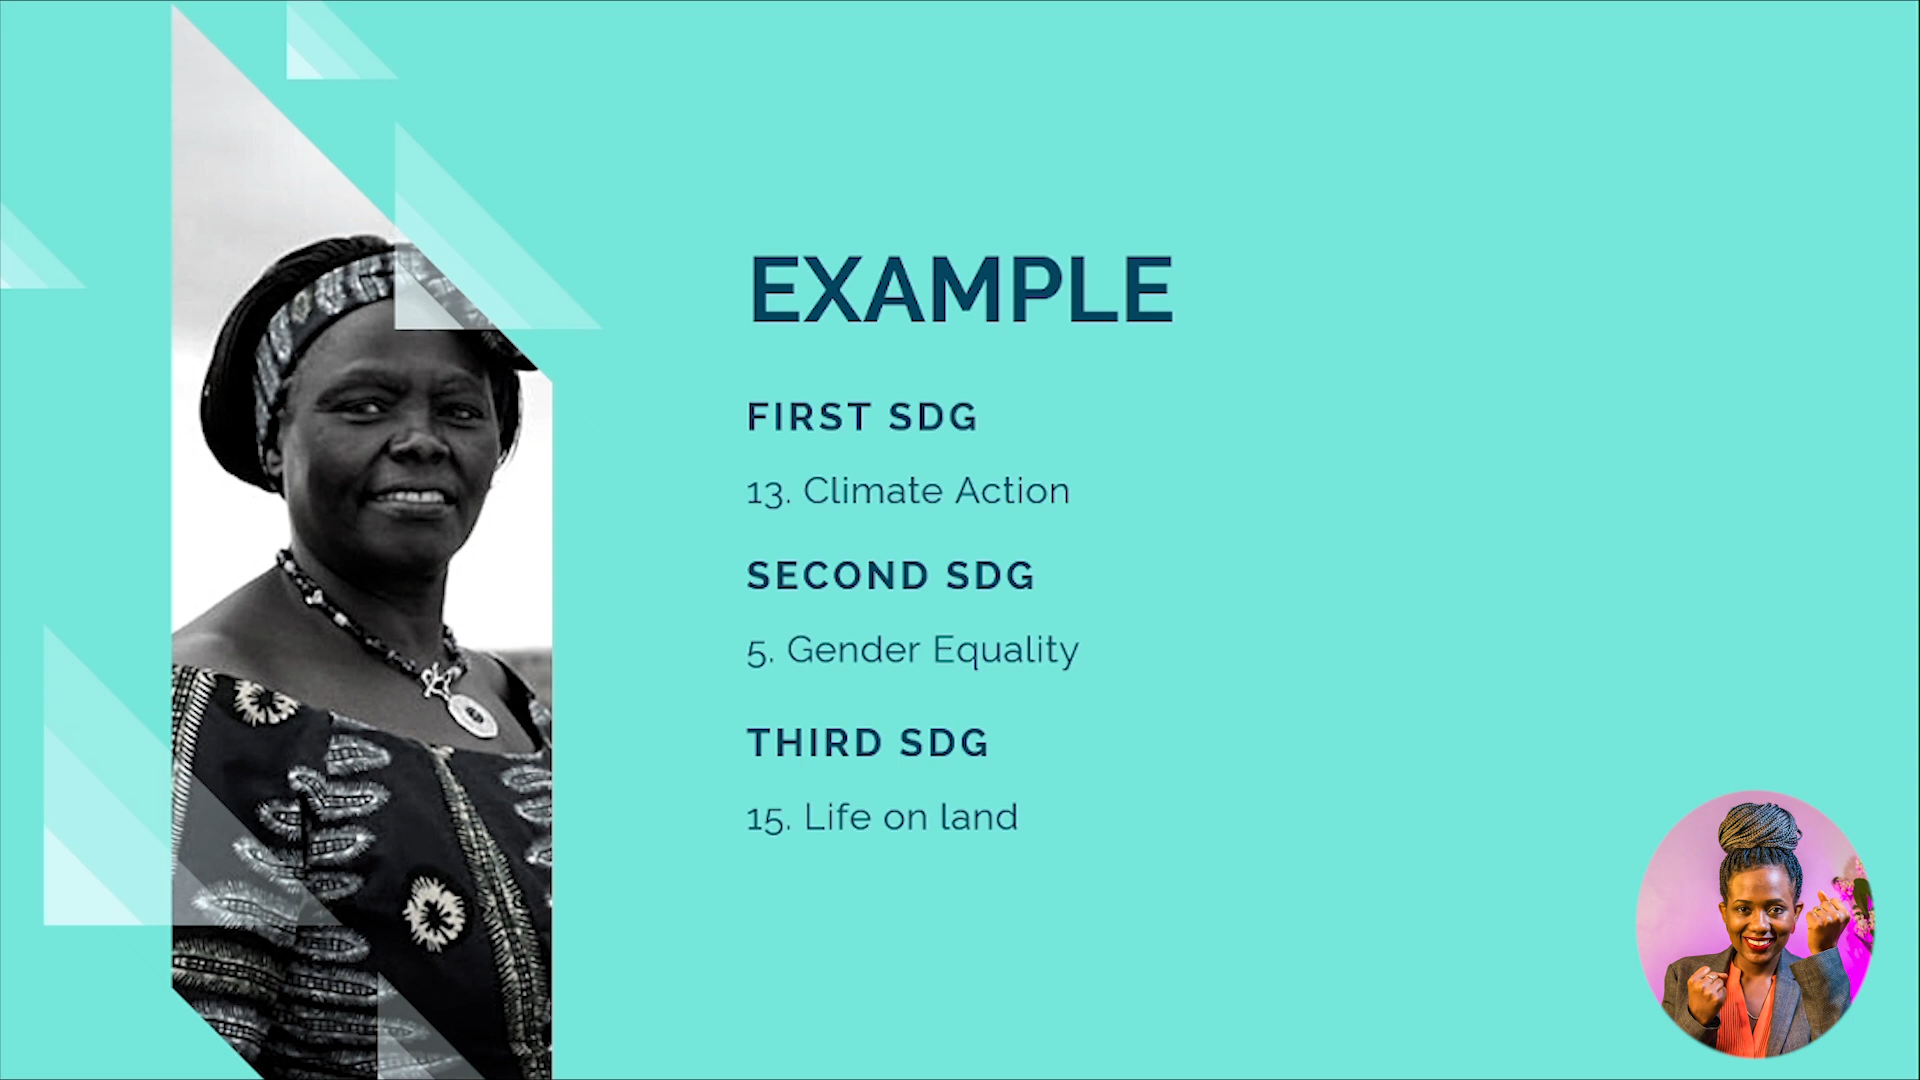 EXAMPLE
FIRST SDG
13. Climate Action
SECOND SDG
5. Gender Equality
THIRD SDG
15. Life on land